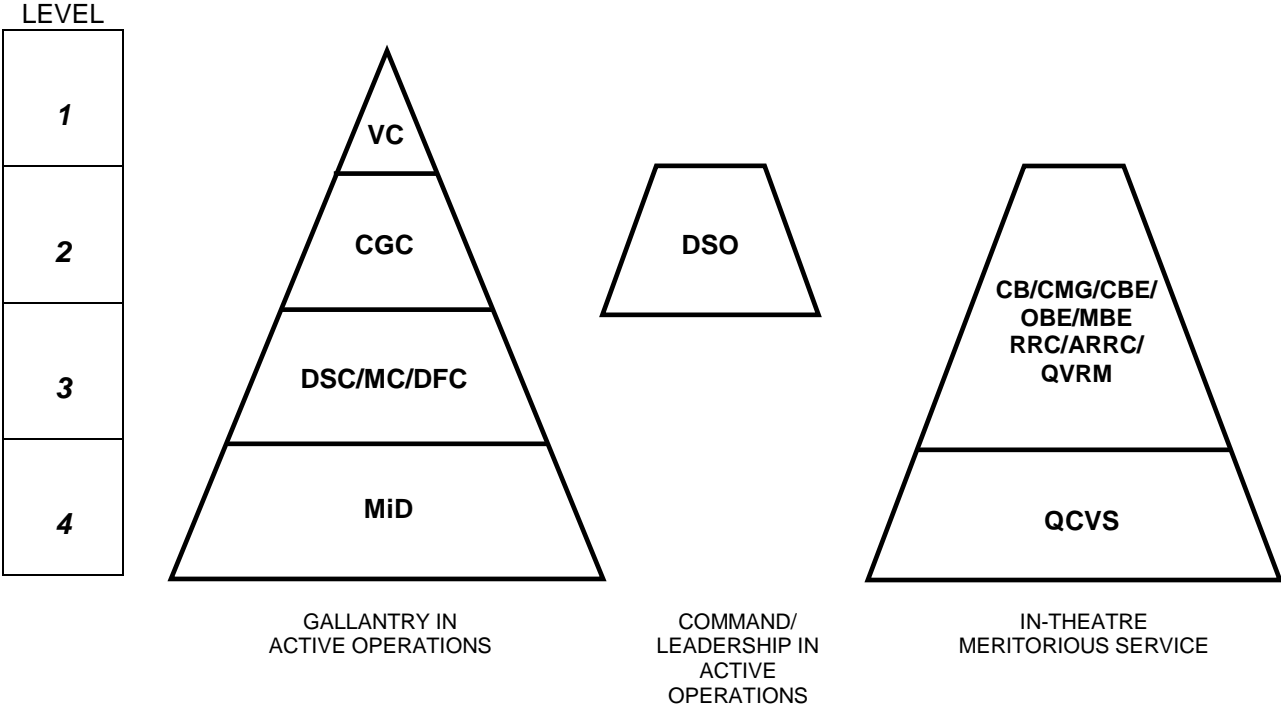 LEVEL
1
2
3
4
VC
CGC
DSC/MC/DFC
MiD
GALLANTRY IN
ACTIVE OPERATIONS
DSO
COMMAND/
LEADERSHIP IN
ACTIVE
OPERATIONS
CB/CMG/CBE/
OBE/MBE
RRC/ARRC/
QVRM
QCVS
IN-THEATRE
MERITORIOUS SERVICE